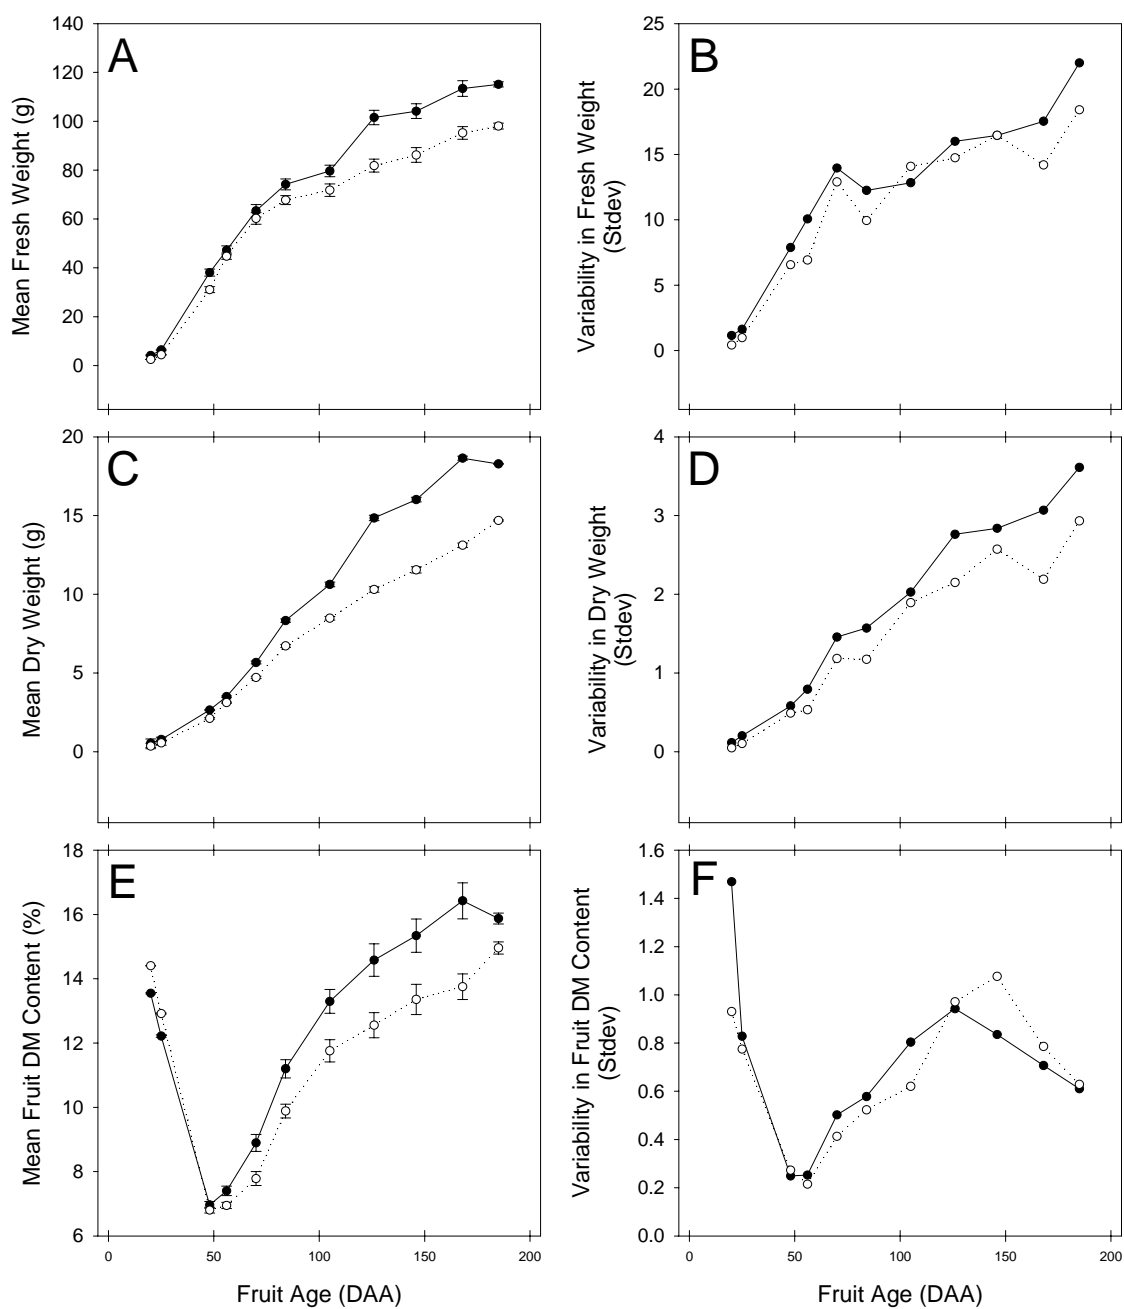 A
Mean Fresh Weight (g)
140
120
100
80
60
40
20
0
B
Variability in Fresh Weight
(Stdev)
25
20
15
10
5
0
C
Mean Dry Weight (g)
20
15
10
5
0
D
Variability in Dry Weight
(Stdev)
4
3
2
1
0
E
Mean Fruit DM Content (%)
18
16
14
12
10
8
6
0 50 100 150 200
Fruit Age (DAA)
F
Variability in Fruit DM Content
(Stdev)
1.6
1.4
1.2
1.0
0.8
0.6
0.4
0.2
0.0
0 50 100 150 200
Fruit Age (DAA)